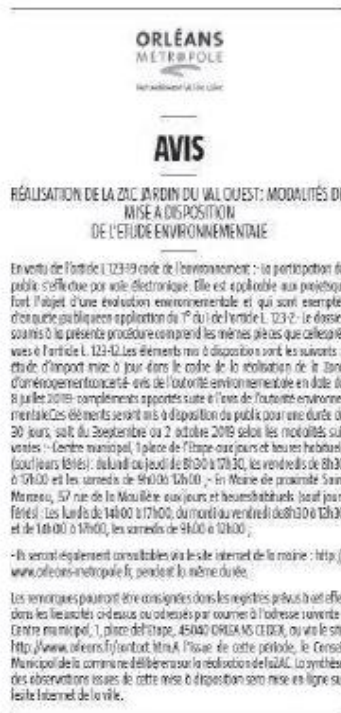 ORLÉANS
MÉTROPOLE
AVIS
RÉALISATION DE LA ZAC JARDIN DU VAL OUEST : MODALITÉS DE
MISE A DISPOSITION
DE L'ETUDE ENVIRONNEMENTALE
En vertu de l'article L 123-19 code de l'environnement : - la participation du
public s'effectue par voie électronique. Elle est applicable aux projets qui
font l'objet d'une évolution environnementale et qui sont exemptés
d'enquête publique en application du 1° du I de l'article L. 123-2 - Le dossier
soumis à la présente procédure comprend les mêmes pièces que celles pré
vues à l'article L. 123-12. Les éléments mis à disposition sont les suivants :
étude d'impact mise à jour dans le cadre de la réalisation de la Zone
d'aménagement concerté - avis de l'autorité environnementale en date du
8 juillet 2019 - compléments apportés suite à l'avis de l'autorité environne
mentale. Ces éléments seront mis à disposition du public pour une durée de
30 jours, soit du 3 septembre au 2 octobre 2019 selon les modalités sui
vantes : - Centre municipal, 1 place de l'Etape aux jours et heures habituels
(sauf jours fériés) : du lundi au jeudi de 8h30 à 17h30, les vendredis de 8h30
à 17h00 et les samedis de 9h00 à 12h00 ; - En Mairie de proximité Saint
Marceau, 57 rue de la Mouillère aux jours et heures habituels (sauf jours
fériés) : Les lundis de 14h00 à 17h00, du mardi au vendredi de 8h30 à 12h30
et de 14h00 à 17h00, les samedis de 9h00 à 12h00 ;
- Ils seront également consultables via le site internet de la mairie : http://
www.orleans-metropole.fr, pendant la même durée.
Les remarques pourront être consignées dans les registres prévus à cet effet
dans les lieux cités ci-dessus ou adressés par courrier à l'adresse suivante :
Centre municipal, 1, place de l'Etape, 45040 ORLEANS CEDEX, ou via le site
http://www.orleans.fr/contact.htm. A l'issue de cette période, le Conseil
Municipal de la commune délibérera sur la réalisation de la ZAC. La synthèse
des observations issues de cette mise à disposition sera mise en ligne sur
le site Internet de la ville.